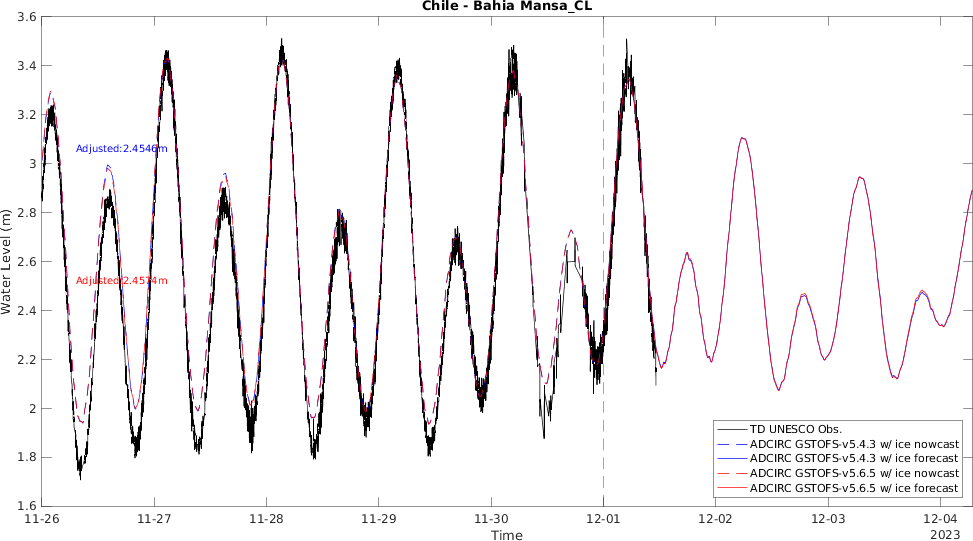 Chile - Bahia Mansa_CL
3.6
3.4
3.2
3
2.8
2.6
2.4
2.2
2
1.8
1.6
Water Level (m)
Adjusted:2.4546m
Adjusted:2.4574m
TD UNESCO Obs.
ADCIRC GSTOFS-v5.4.3 w/ ice nowcast
ADCIRC GSTOFS-v5.4.3 w/ ice forecast
ADCIRC GSTOFS-v5.6.5 w/ ice nowcast
ADCIRC GSTOFS-v5.6.5 w/ ice forecast
11-26 11-27 11-28 11-29 11-30 12-01 12-02 12-03 12-04
Time
2023